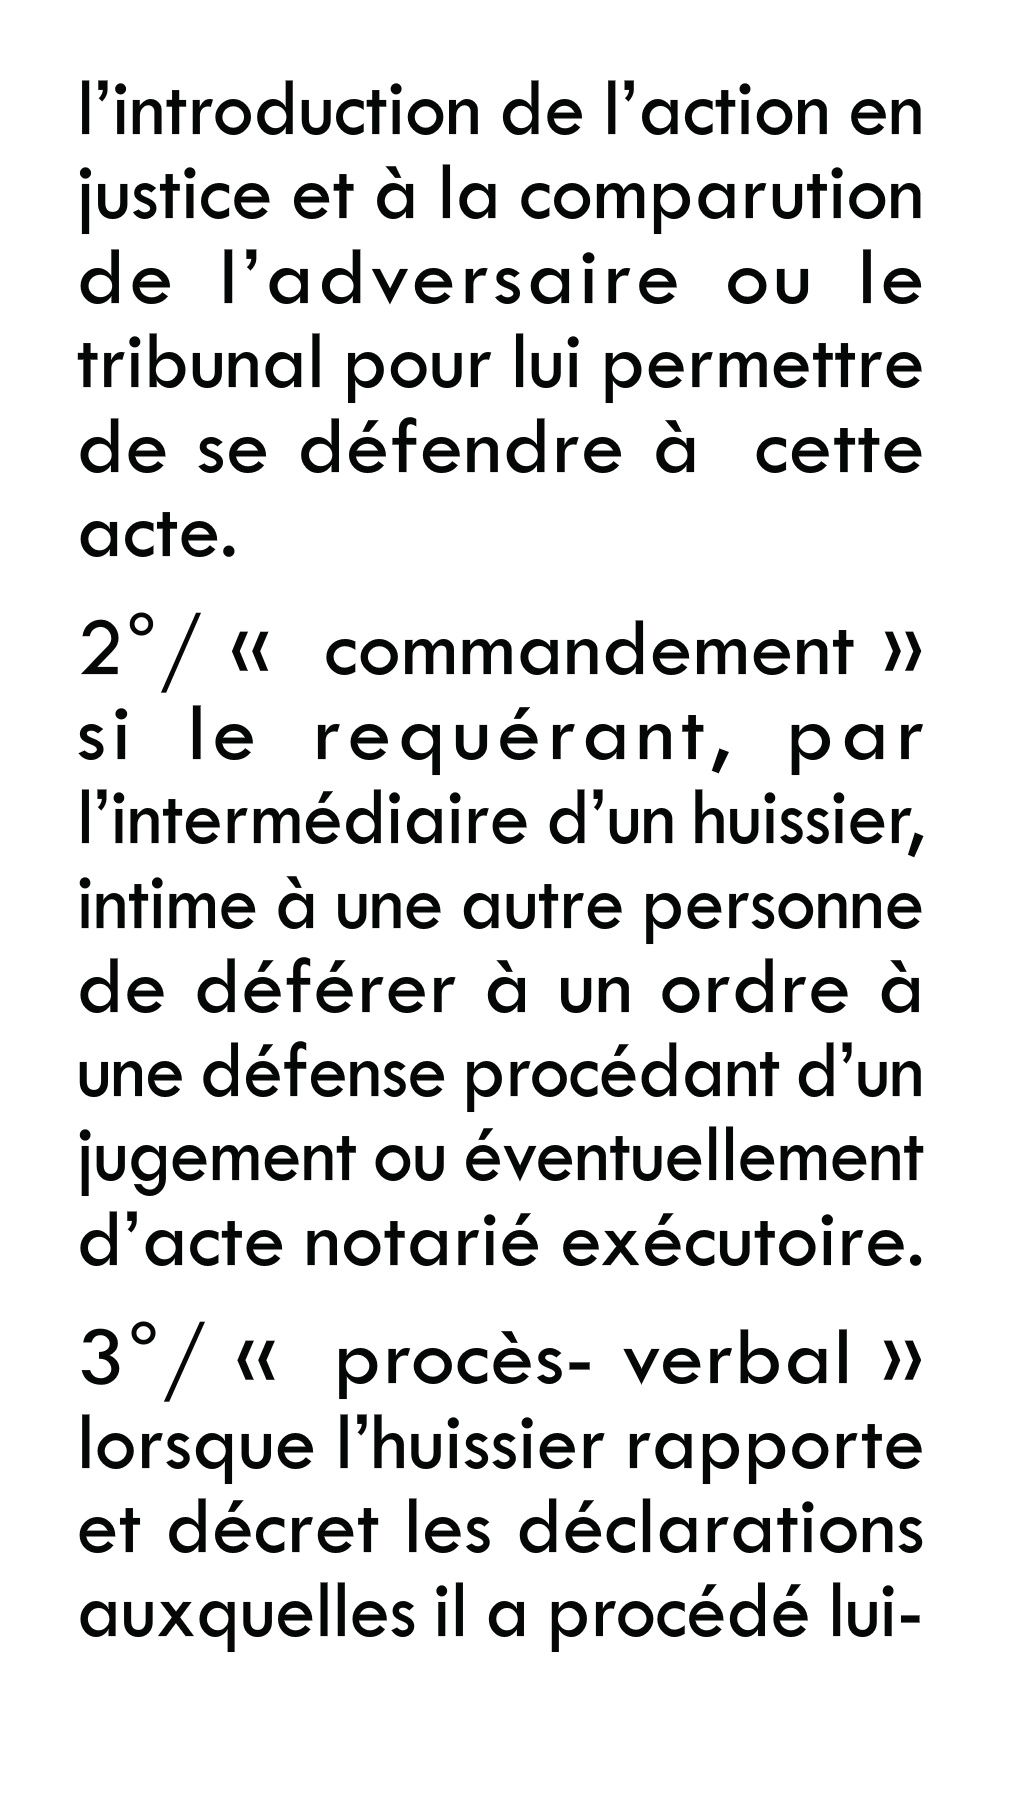 l’introduction de l’action en
justice et à la comparution
de l’adversaire ou le
tribunal pour lui permettre
de se défendre à cette
acte.
2°/ « commandement »
si le requérant, par
l’intermédiaire d’un huissier,
intime à une autre personne
de déférer à un ordre à
une défense procédant d’un
jugement ou éventuellement
d’acte notarié exécutoire.
3°/ « procès- verbal »
lorsque l’huissier rapporte
et décret les déclarations
auxquelles il a procédé lui-